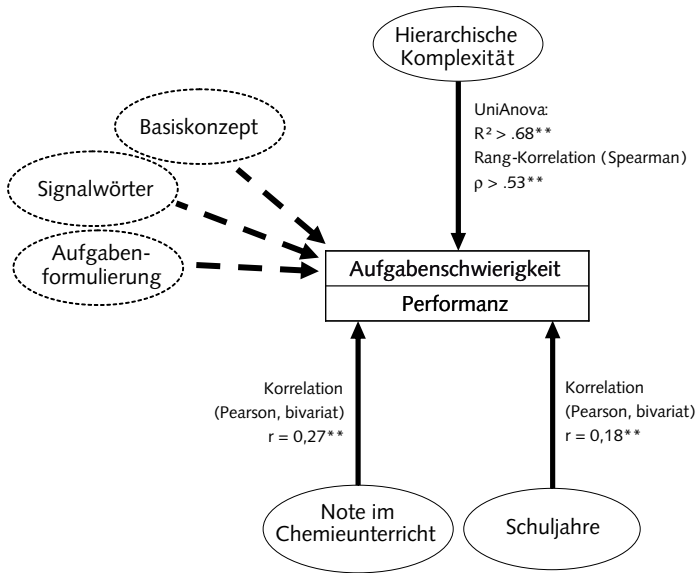 Hierarchische
Komplexität
UniAnova:
R² > .68**
Rang-Korrelation (Spearman)
ρ > .53**
Basiskonzept
Signalwörter
Aufgaben-
formulierung
Aufgabenschwierigkeit
Performanz
Korrelation
(Pearson, bivariat)
r = 0,27**
Korrelation
(Pearson, bivariat)
r = 0,18**
Note im
Chemieunterricht
Schuljahre